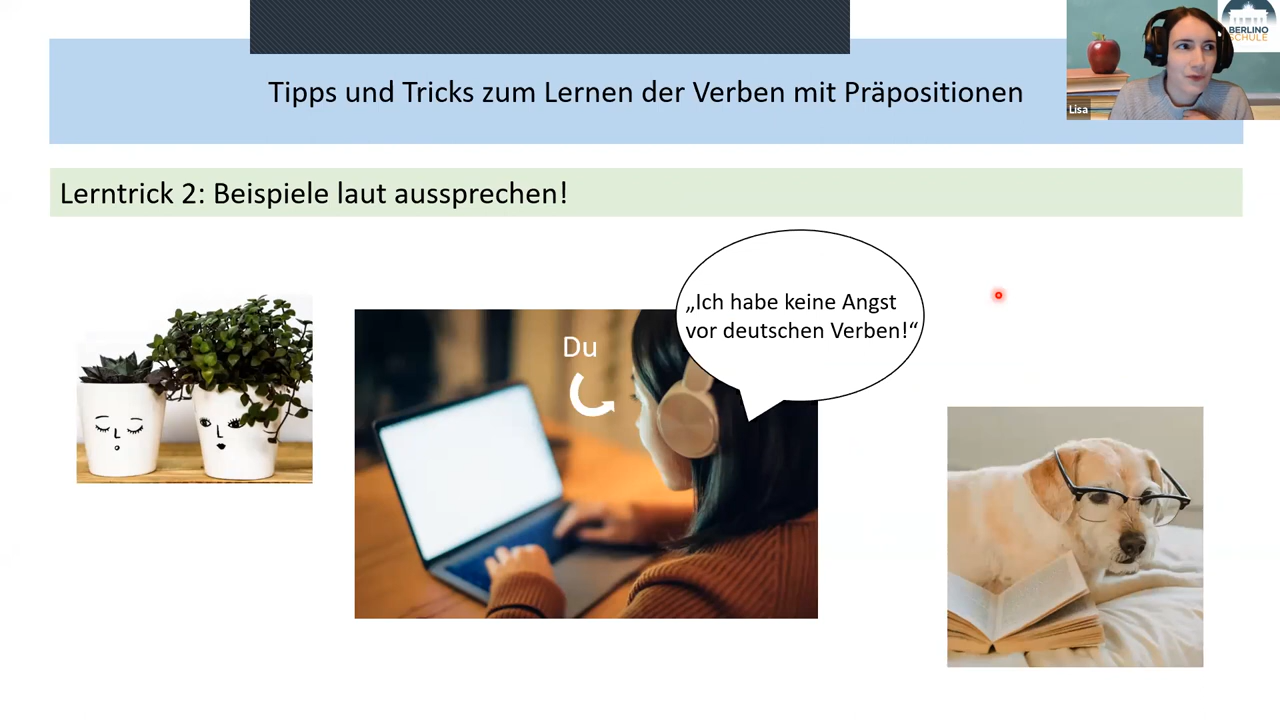 Tipps und Tricks zum Lernen der Verben mit Präpositionen
BERLINO
SCHULE
Lisa
Lerntrick 2: Beispiele laut aussprechen!
„Ich habe keine Angst
vor deutschen Verben!“
Du